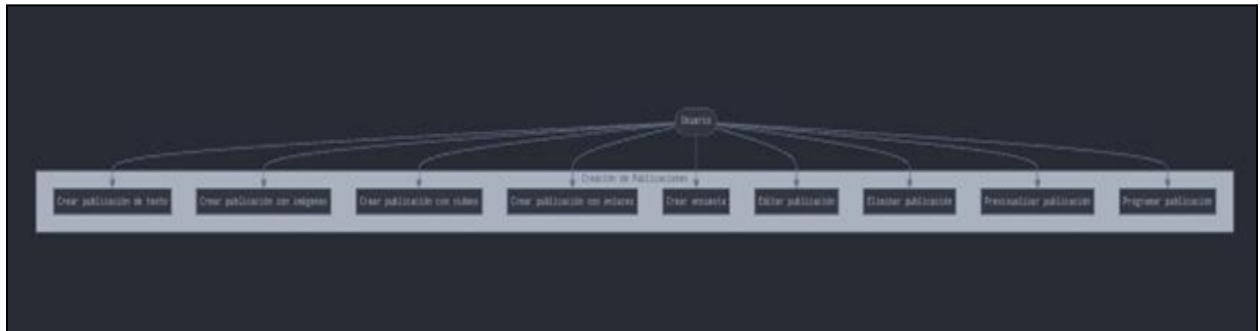 Usuario
Creación de Publicaciones
Crear publicación de texto
Crear publicación con imágenes
Crear publicación con videos
Crear publicación con enlaces
Crear encuesta
Editar publicación
Eliminar publicación
Previsualizar publicación
Programar publicación